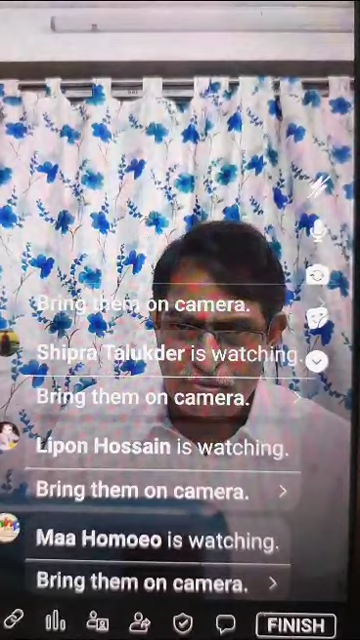 Bring them on camera.
Shipra Talukder is watching.
Bring them on camera.
Lipon Hossain is watching.
Bring them on camera.
Maa Homoeo is watching.
Bring them on camera.
FINISH